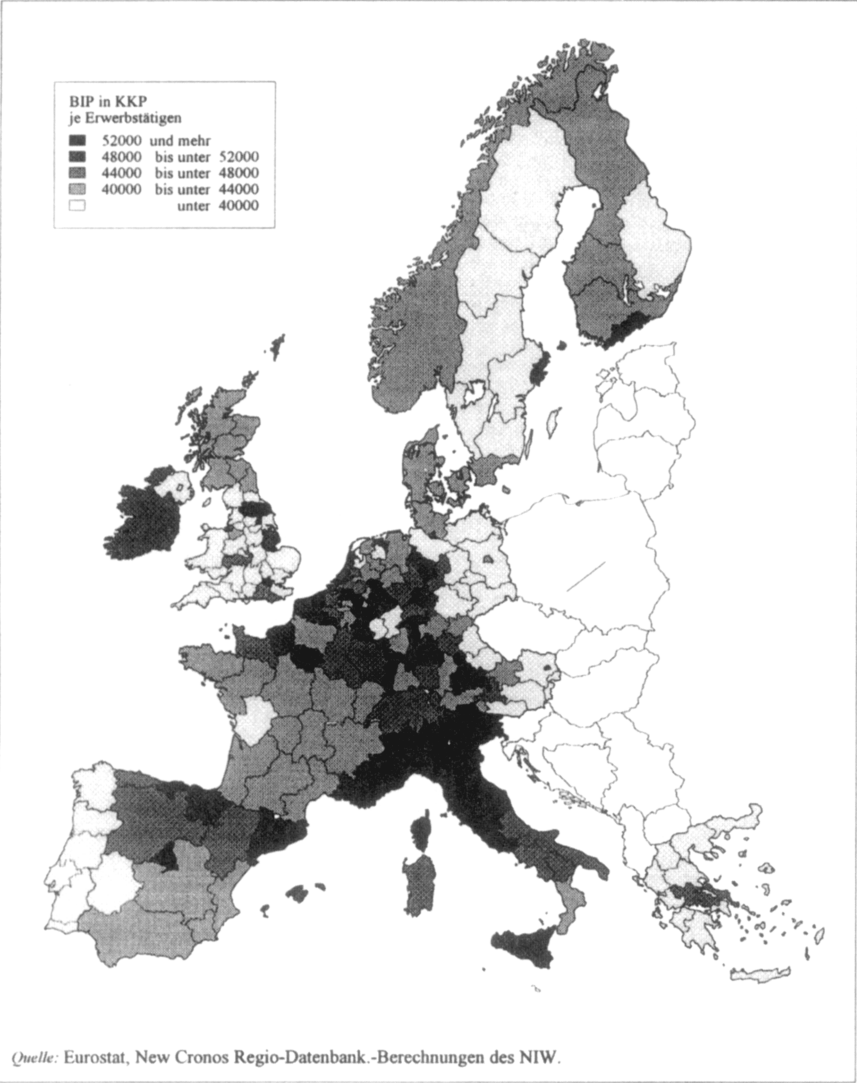 BIP in KKP
je Erwerbstätigen
52000 und mehr
48000 bis unter 52000
44000 bis unter 48000
40000 bis unter 44000
unter 40000
Quelle: Eurostat, New Cronos Regio-Datenbank.-Berechnungen des NIW.